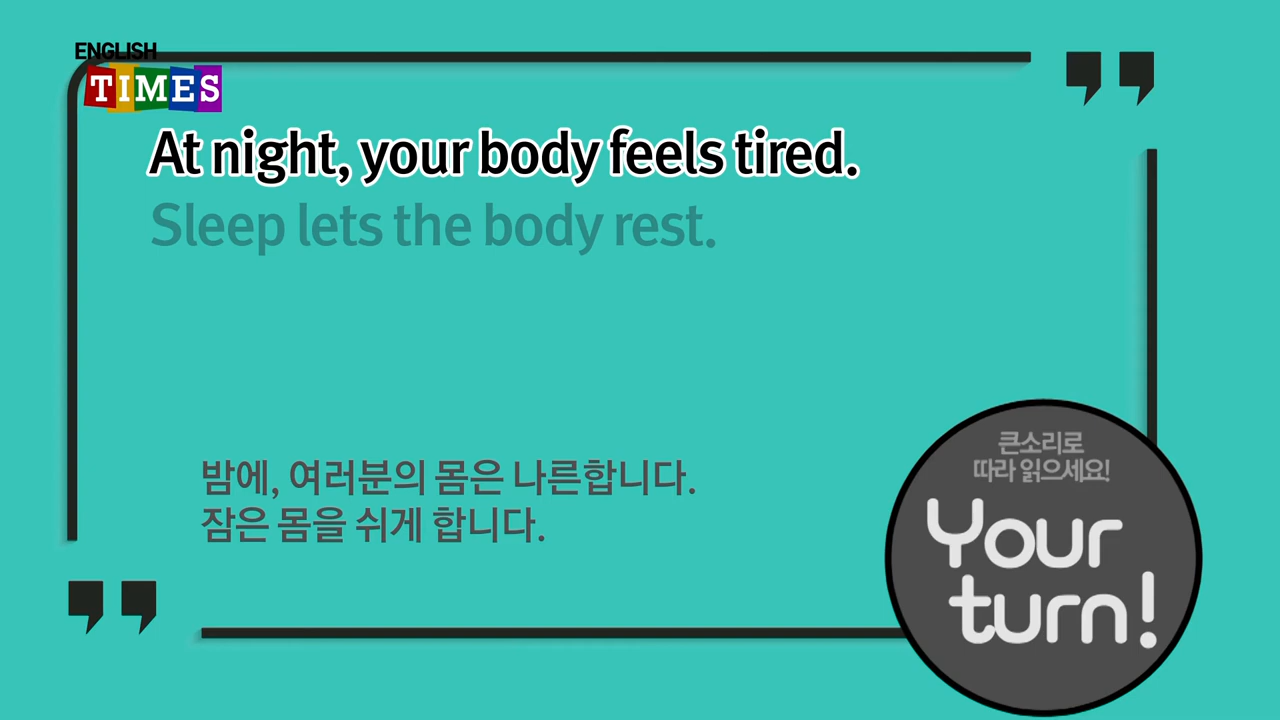 ENGLISH
TIMES
At night, your body feels tired.
Sleep lets the body rest.
밤에, 여러분의 몸은 나른합니다.
잠은 몸을 쉬게 합니다.
큰소리로
따라 읽으세요!
Your
turn!